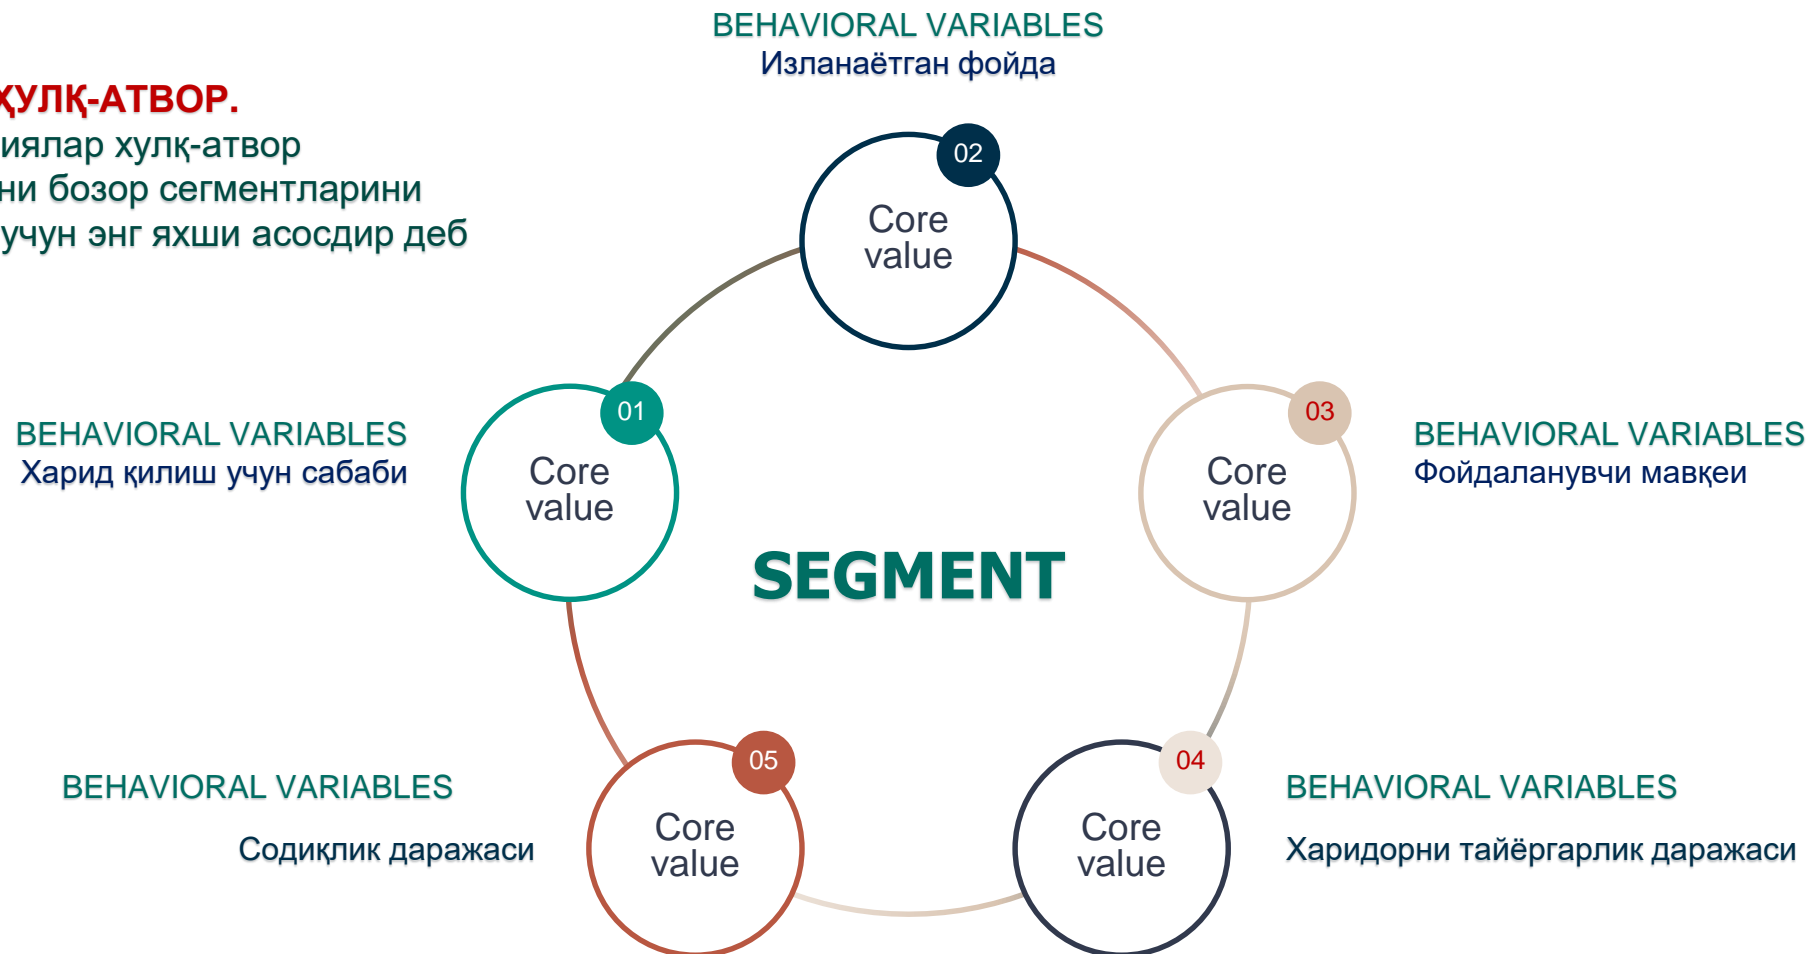 BEHAVIORAL VARIABLES
Изланаётган фойда
ХУЛҚ-АТВОР.
иялар хулқ-атвор
ни бозор сегментларини
учун энг яхши асосдир деб
02
Core
value
01
Core
value
BEHAVIORAL VARIABLES
Харид қилиш учун сабаби
03
Core
value
BEHAVIORAL VARIABLES
Фойдаланувчи мавқеи
SEGMENT
05
Core
value
BEHAVIORAL VARIABLES
Содиқлик даражаси
04
Core
value
BEHAVIORAL VARIABLES
Харидорни тайёргарлик даражаси